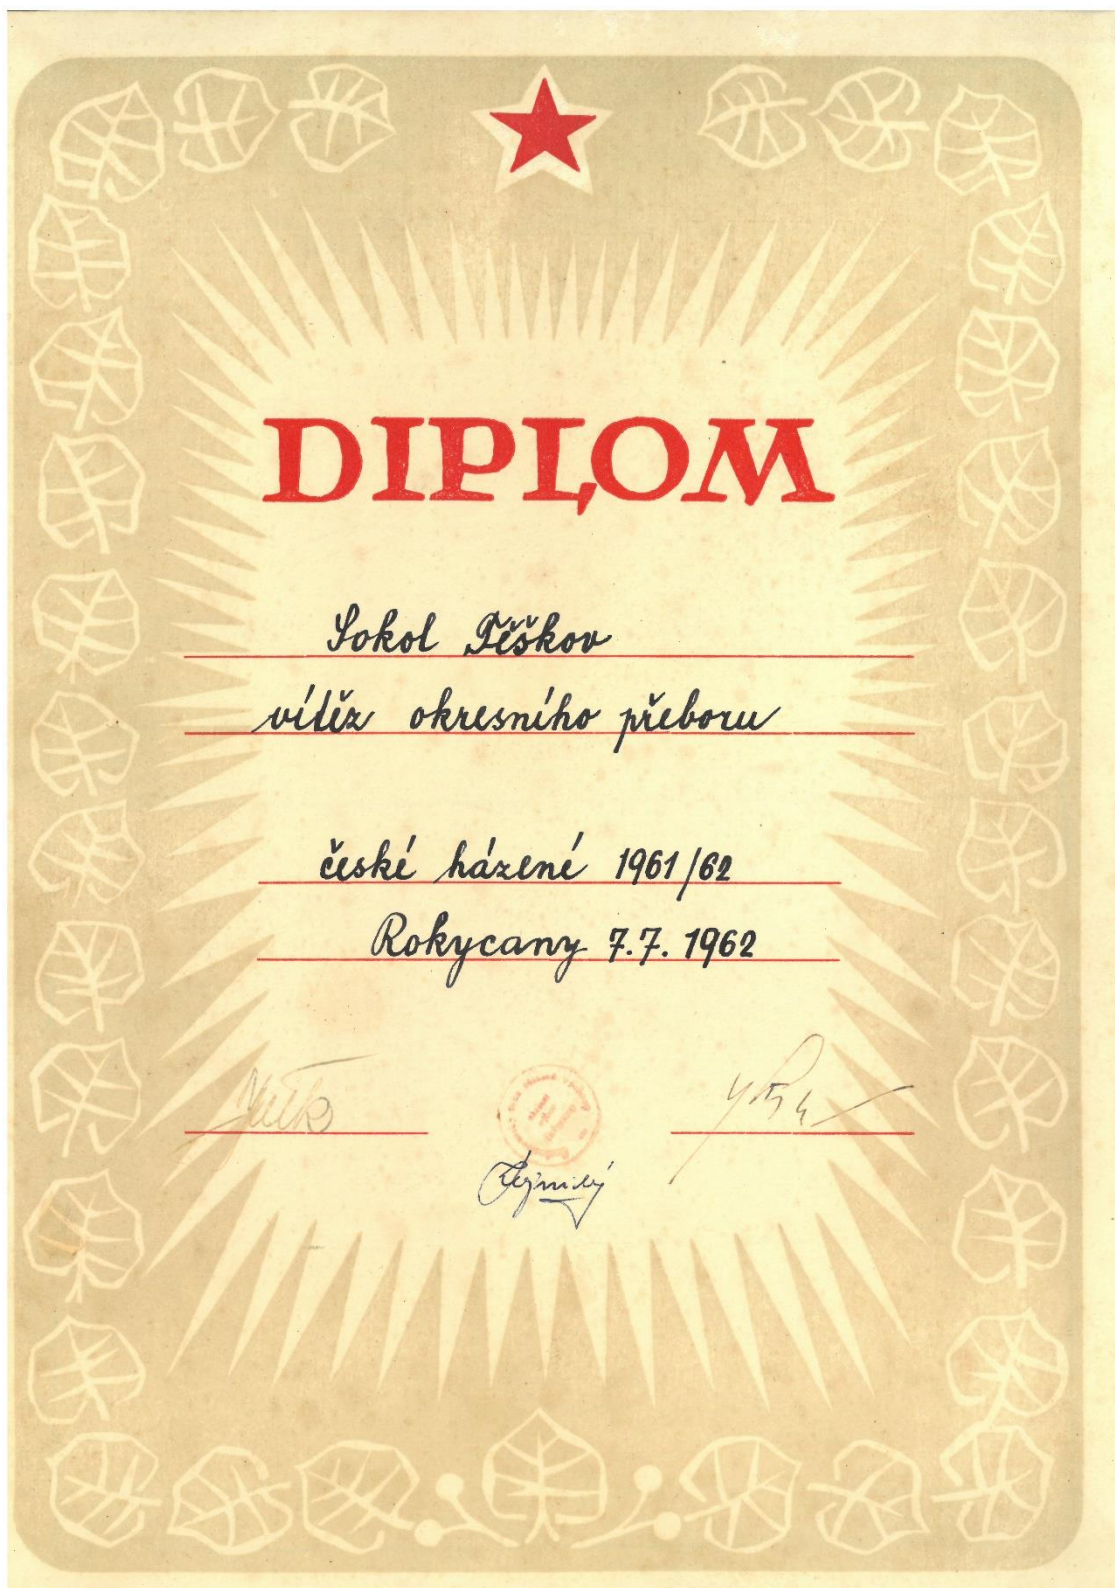 DIPLOM
Sokol Těškov
vítěz okresního přeboru
české házené 1961/62
Rokycany 7.7. 1962